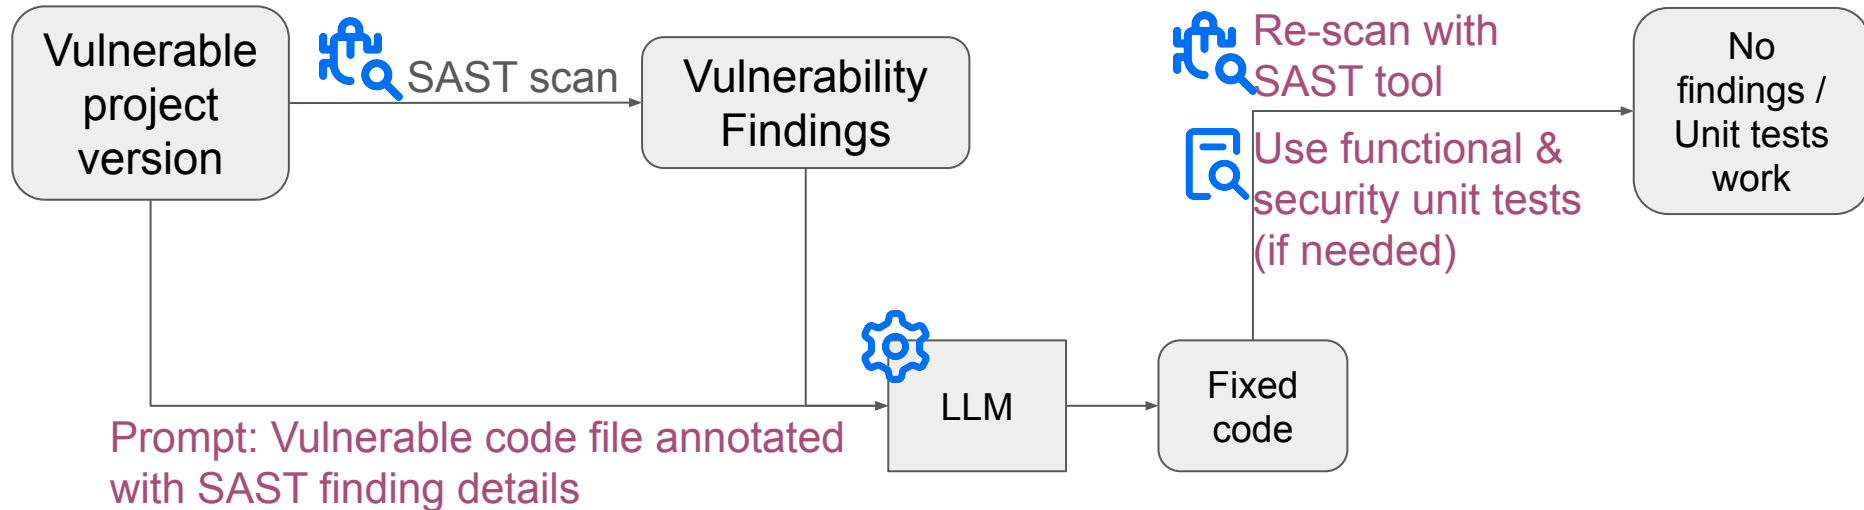 Vulnerable
project
version
SAST scan
Vulnerability
Findings
Re-scan with
SAST tool
Use functional &
security unit tests
(if needed)
No
findings /
Unit tests
work
Prompt: Vulnerable code file annotated
with SAST finding details
LLM
Fixed
code